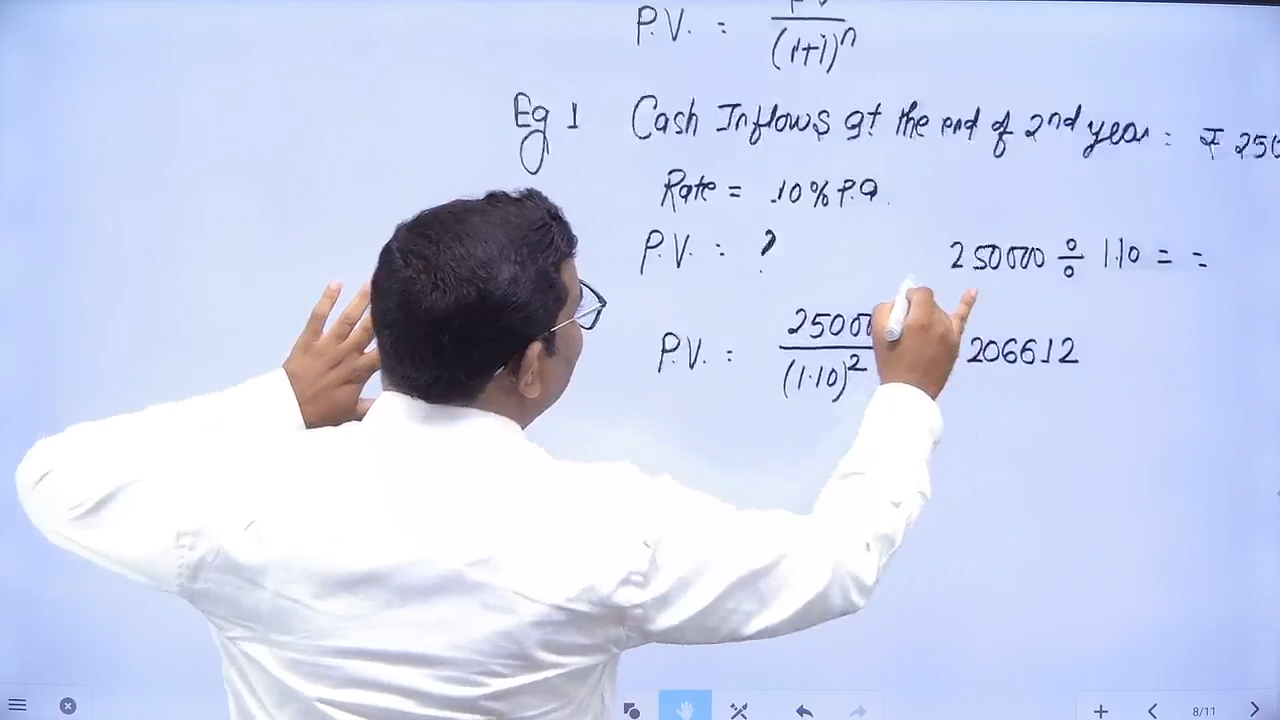 P.V. :
(1+i)ⁿ
Eg 1 Cash Inflows at the end of 2nd year : ₹ 250
Rate = 10% P.a.
P.V. : ?
250000 ÷ 1.10 = =
P.V. : 25000 / (1.10)² 206612
8/11